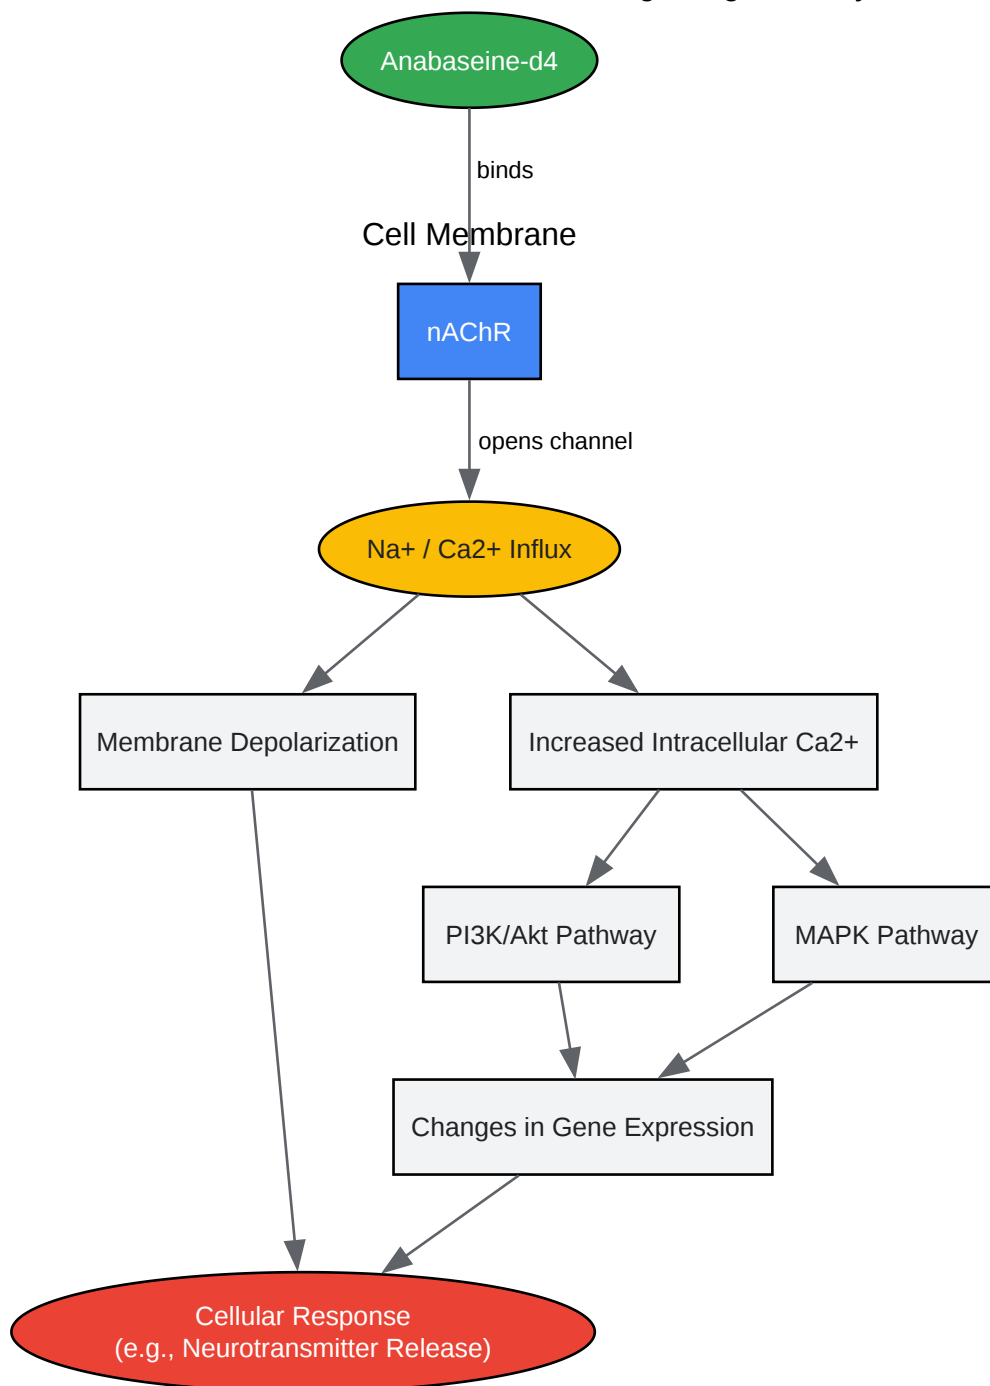 Anabaseine-d4
binds
Cell Membrane
nAChR
opens channel
Na+ / Ca2+ Influx
Membrane Depolarization
Increased Intracellular Ca2+
PI3K/Akt Pathway
MAPK Pathway
Changes in Gene Expression
Cellular Response
(e.g., Neurotransmitter Release)